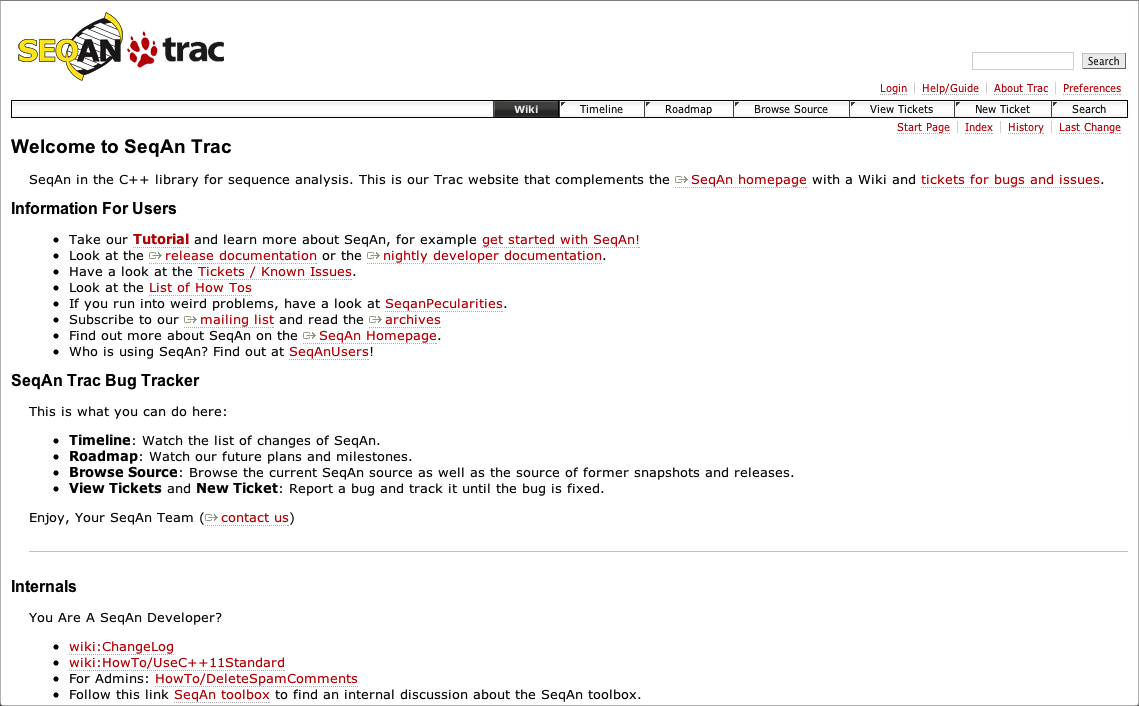 SEQAN trac
Search
Login Help/Guide About Trac Preferences
Wiki Timeline Roadmap Browse Source View Tickets New Ticket Search
Start Page Index History Last Change
Welcome to SeqAn Trac
SeqAn in the C++ library for sequence analysis. This is our Trac website that complements the SeqAn homepage with a Wiki and tickets for bugs and issues.
Information For Users
• Take our Tutorial and learn more about SeqAn, for example get started with SeqAn!
• Look at the release documentation or the nightly developer documentation.
• Have a look at the Tickets / Known Issues.
• Look at the List of How Tos
• If you run into weird problems, have a look at SeqanPecularities.
• Subscribe to our mailing list and read the archives
• Find out more about SeqAn on the SeqAn Homepage.
• Who is using SeqAn? Find out at SeqAnUsers!
SeqAn Trac Bug Tracker
This is what you can do here:
• Timeline: Watch the list of changes of SeqAn.
• Roadmap: Watch our future plans and milestones.
• Browse Source: Browse the current SeqAn source as well as the source of former snapshots and releases.
• View Tickets and New Ticket: Report a bug and track it until the bug is fixed.
Enjoy, Your SeqAn Team (contact us)
Internals
You Are A SeqAn Developer?
• wiki:ChangeLog
• wiki:HowTo/UseC++11Standard
• For Admins: HowTo/DeleteSpamComments
• Follow this link SeqAn toolbox to find an internal discussion about the SeqAn toolbox.